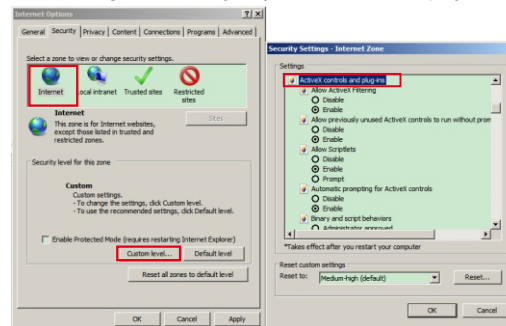 Internet Options
General Security Privacy Content Connections Programs Advanced
Select a zone to view or change security settings.
Internet
Local intranet
Trusted sites
Restricted
sites
Internet
This zone is for Internet websites,
except those listed in trusted and
restricted zones.
Sites
Security level for this zone
Custom
Custom settings.
- To change the settings, click Custom level.
- To use the recommended settings, click Default level.
Enable Protected Mode (requires restarting Internet Explorer)
Custom level...
Default level
Reset all zones to default level
OK
Cancel
Apply
Security Settings - Internet Zone
Settings
ActiveX controls and plug-ins
Allow ActiveX Filtering
Disable
Enable
Allow previously unused ActiveX controls to run without prom
Disable
Enable
Allow Scriptlets
Disable
Enable
Prompt
Automatic prompting for ActiveX controls
Disable
Enable
Binary and script behaviors
Administrator approved
*Takes effect after you restart your computer
Reset custom settings
Reset to:
Medium-high (default)
Reset...
OK
Cancel